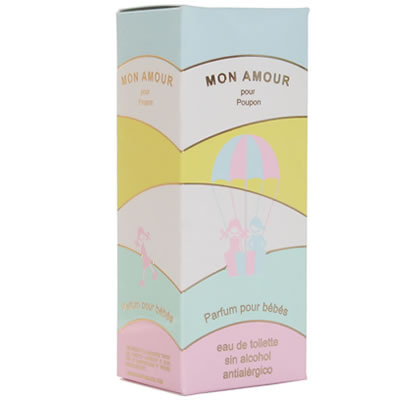 MON AMOUR
pour
Poupon
Parfum pour bébés
eau de toilette
sin alcohol
antialérgico
MON AMOUR
pour
Poupon
Parfum pour bébés